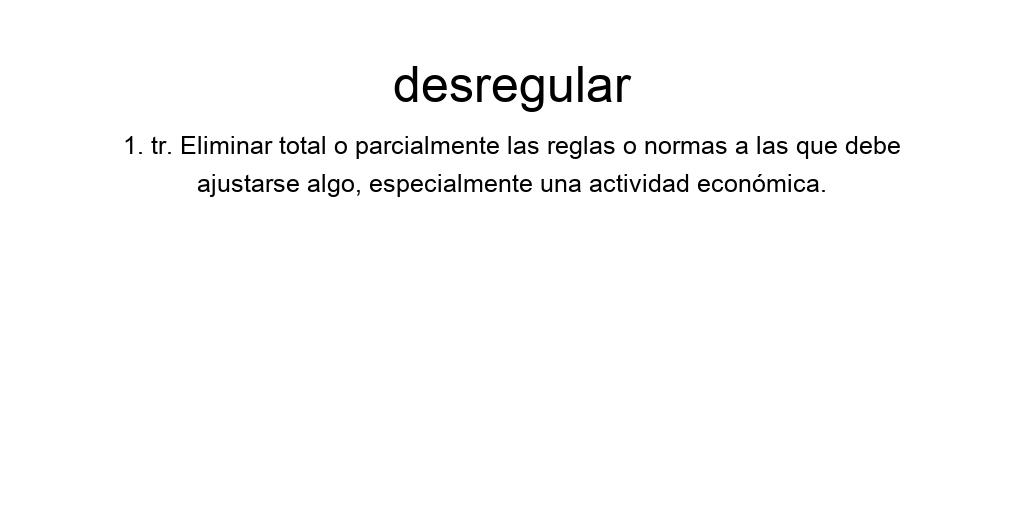 desregular
1. tr. Eliminar total o parcialmente las reglas o normas a las que debe
ajustarse algo, especialmente una actividad económica.